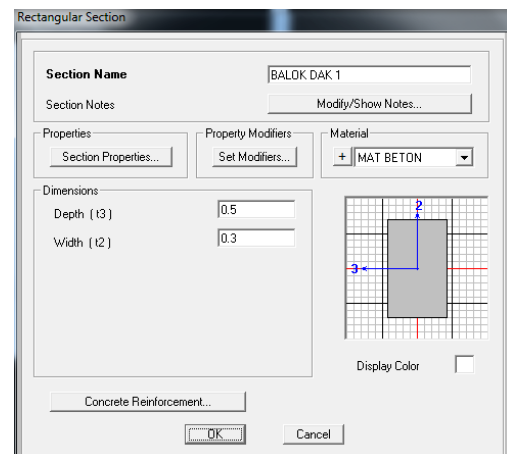 Rectangular Section
Section Name BALOK DAK 1
Section Notes Modify/Show Notes...
Properties Property Modifiers Material
Section Properties... Set Modifiers... + MAT BETON
Dimensions
Depth ( t3 ) 0.5
Width ( t2 ) 0.3
2
3
Display Color
Concrete Reinforcement...
OK Cancel